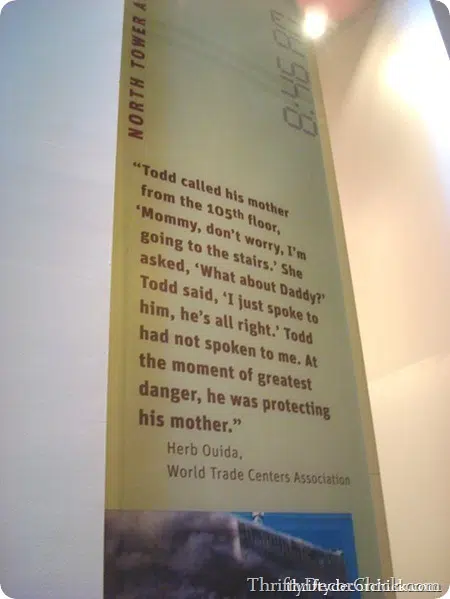 NORTH TOWER
8:46 AM
“Todd called his mother
from the 105th floor,
‘Mommy, don’t worry, I’m
going to the stairs.’ She
asked, ‘What about Daddy?’
Todd said, ‘I just spoke to
him, he’s all right.’ Todd
had not spoken to me. At
the moment of greatest
danger, he was protecting
his mother.”
Herb Ouida,
World Trade Centers Association